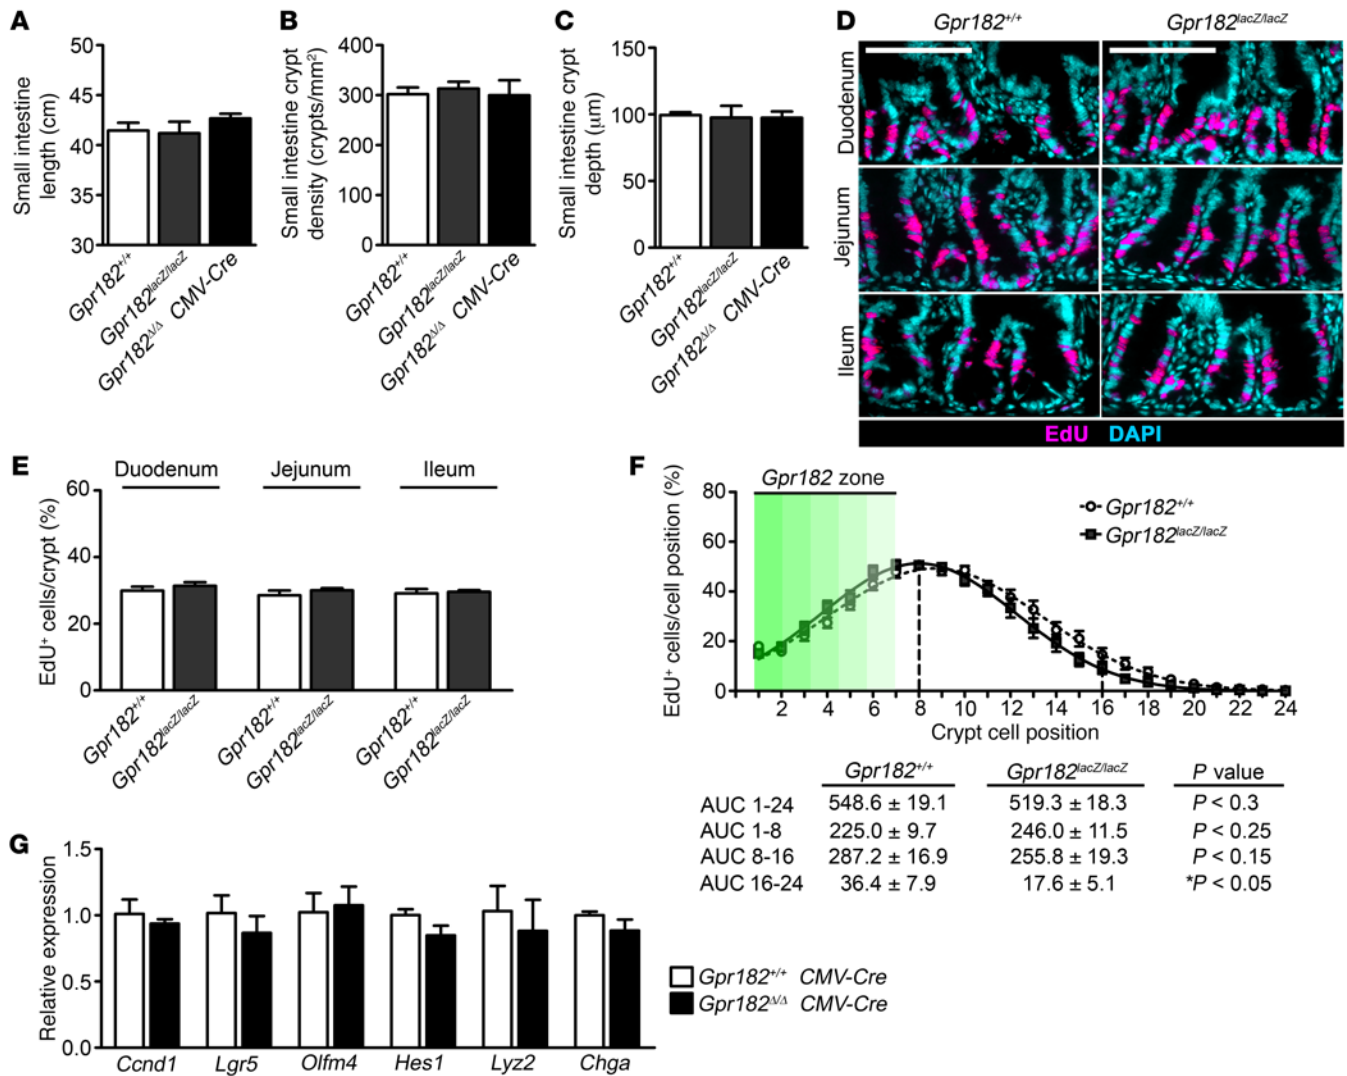 A
Small intestine
length (cm)
50
45
40
35
30
Gpr182+/+
Gpr182lacZ/lacZ
Gpr182Δ/Δ CMV-Cre
B
Small intestine crypt
density (crypts/mm²)
400
300
200
100
0
Gpr182+/+
Gpr182lacZ/lacZ
Gpr182Δ/Δ CMV-Cre
C
Small intestine crypt
depth (μm)
150
100
50
0
Gpr182+/+
Gpr182lacZ/lacZ
Gpr182Δ/Δ CMV-Cre
D
Gpr182+/+ Gpr182lacZ/lacZ
Duodenum
Jejunum
Ileum
EdU DAPI
E
EdU+ cells/crypt (%)
60
40
20
0
Duodenum Jejunum Ileum
Gpr182+/+
Gpr182lacZ/lacZ
Gpr182+/+
Gpr182lacZ/lacZ
Gpr182+/+
Gpr182lacZ/lacZ
F
EdU+ cells/cell position (%)
80
60
40
20
0
Gpr182 zone
Gpr182+/+
Gpr182lacZ/lacZ
2 4 6 8 10 12 14 16 18 20 22 24
Crypt cell position
Gpr182+/+ Gpr182lacZ/lacZ P value
AUC 1-24 548.6 ± 19.1 519.3 ± 18.3 P < 0.3
AUC 1-8 225.0 ± 9.7 246.0 ± 11.5 P < 0.25
AUC 8-16 287.2 ± 16.9 255.8 ± 19.3 P < 0.15
AUC 16-24 36.4 ± 7.9 17.6 ± 5.1 *P < 0.05
G
Relative expression
1.5
1.0
0.5
0.0
Ccnd1 Lgr5 Olfm4 Hes1 Lyz2 Chga
Gpr182+/+ CMV-Cre
Gpr182Δ/Δ CMV-Cre